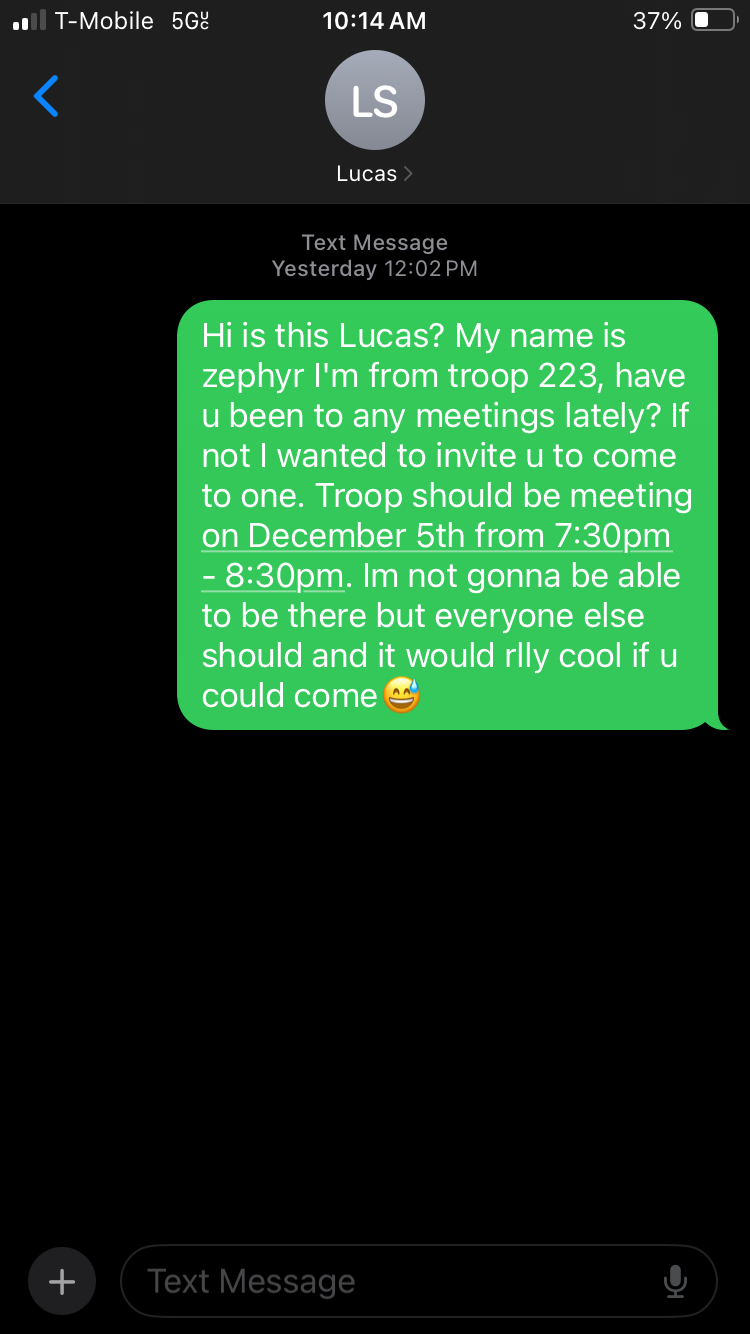 T-Mobile 5G 10:14 AM 37%
LS
Lucas
Text Message
Yesterday 12:02 PM
Hi is this Lucas? My name is
zephyr I'm from troop 223, have
u been to any meetings lately? If
not I wanted to invite u to come
to one. Troop should be meeting
on December 5th from 7:30pm
- 8:30pm. Im not gonna be able
to be there but everyone else
should and it would rlly cool if u
could come😅
Text Message